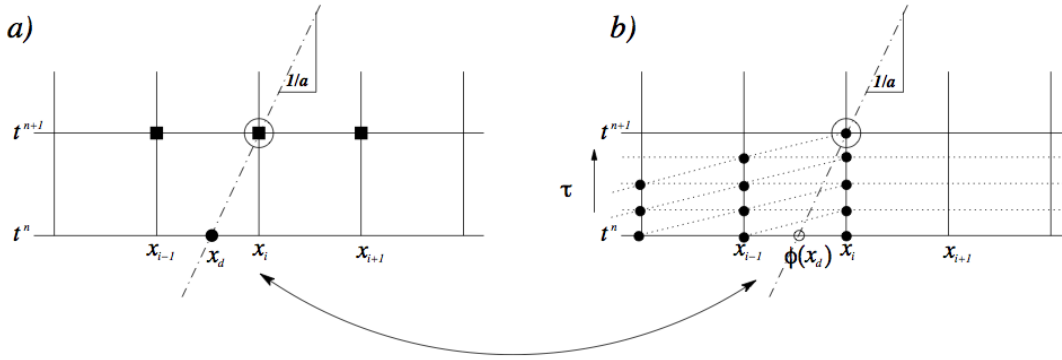 a)
1/a
t^{n+1}
t^n
x_{i-1}
x_d
x_i
x_{i+1}
b)
1/a
t^{n+1}
τ
t^n
x_{i-1}
ϕ(x_d)
x_i
x_{i+1}